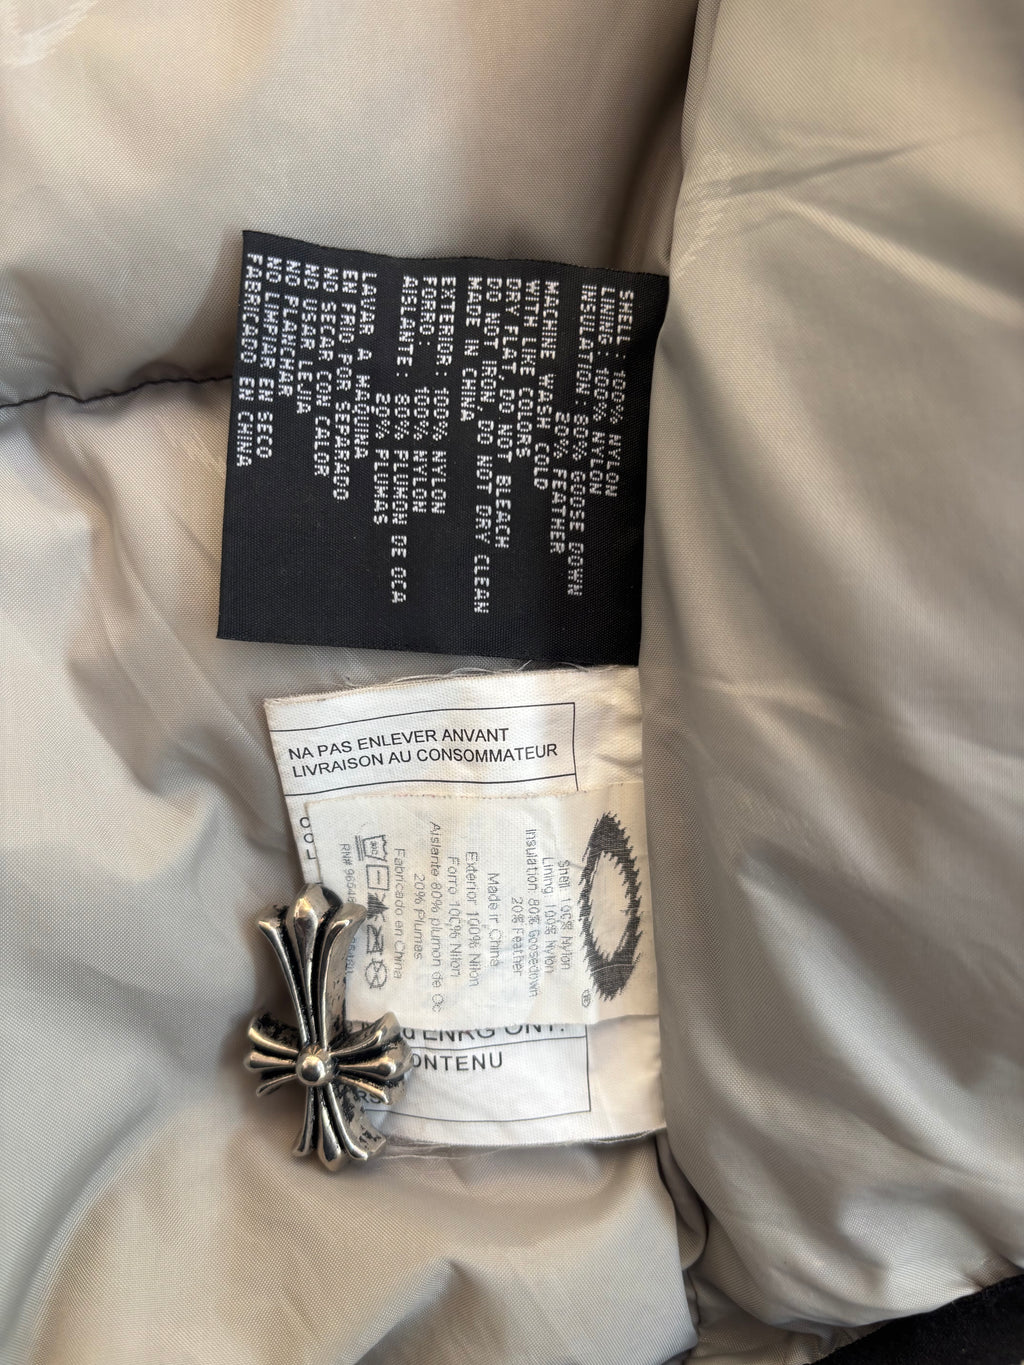 SHELL: 100% NYLON
LINING: 100% NYLON
INSULATION: 80% GOOSE DOWN
20% FEATHER
MACHINE WASH COLD
WITH LIKE COLORS
DRY FLAT. DO NOT BLEACH
DO NOT IRON. DO NOT DRY CLEAN
MADE IN CHINA
EXTERIOR: 100% NYLON
FORRO: 100% NYLON
AISLANTE: 80% PLUMON DE OCA
20% PLUMAS
LAVAR A MAQUINA
EN FRIO POR SEPARADO
NO SECAR CON CALOR
NO USAR LEJIA
NO PLANCHAR
NO LIMPIAR EN SECO
FABRICADO EN CHINA
NA PAS ENLEVER ANVANT
LIVRAISON AU CONSOMMATEUR
Shell: 100% Nylon
Lining 100% Nylon
Insulation: 80% Goosedown
20% Feather
Made in China
Exterior 100% Nilon
Forro 100% Nilon
Aislante 80% plumon de Oc
20% Plumas
Fabricado en China
RN#
ENRG ONT.
ONTENU